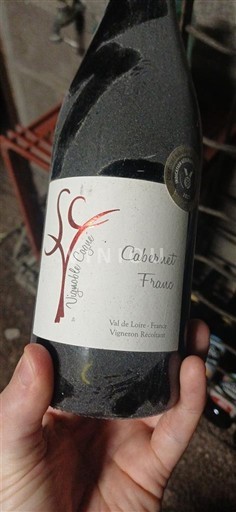 Vignoble Cogné
Cabernet
Franc
Val de Loire - France
Vigneron Récoltant